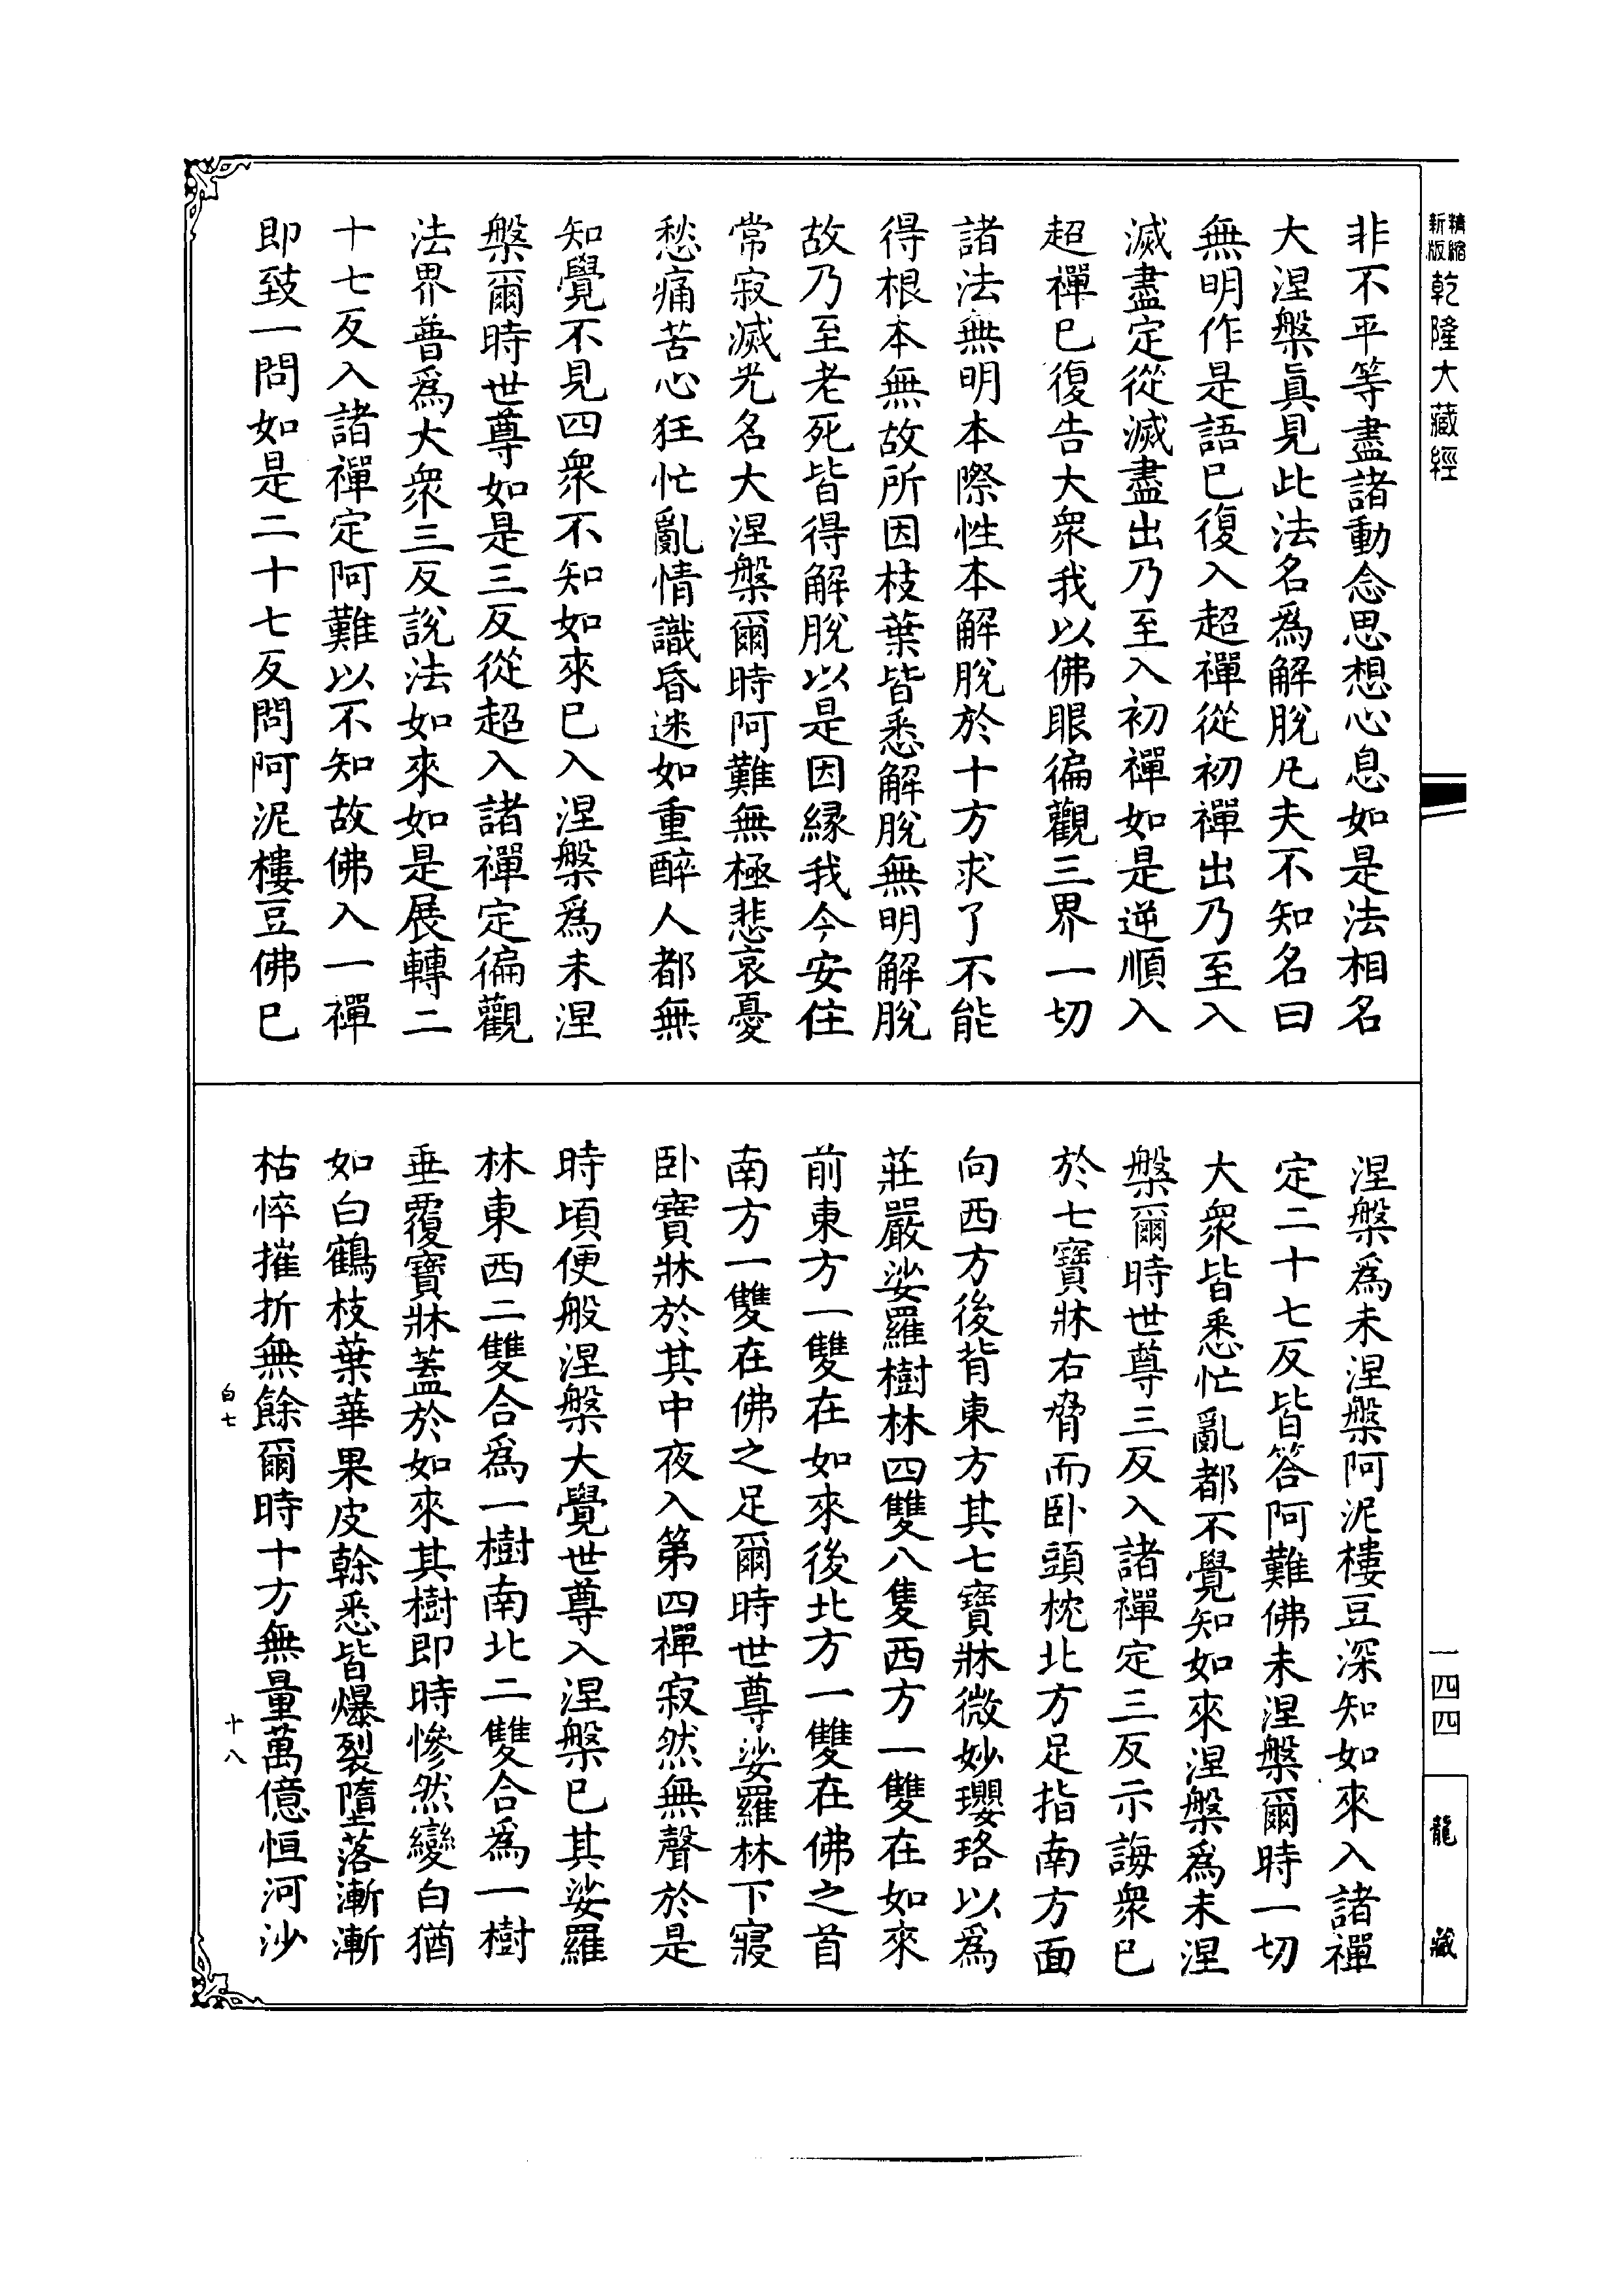 精縮新版乾隆大藏經
非不平等盡諸動念思想心息如是法相名
大涅槃眞見此法名爲解脫凡夫不知名曰
無明作是語已復入超禪從初禪出乃至入
滅盡定從滅盡出乃至入初禪如是逆順入
超禪已復告大衆我以佛眼徧觀三界一切
諸法無明本際性本解脫於十方求了不能
得根本無故所因枝葉皆悉解脫無明解脫
故乃至老死皆得解脫以是因緣我今安住
常寂滅光名大涅槃爾時阿難無極悲哀憂
愁痛苦心狂忙亂情識昏迷如重醉人都無
知覺不見四衆不知如來已入涅槃爲未涅
槃爾時世尊如是三反從超入諸禪定徧觀
法界普爲大衆三反說法如來如是展轉二
十七反入諸禪定阿難以不知故佛入一禪
即致一問如是二十七反問阿泥樓豆佛已
涅槃爲未涅槃阿泥樓豆深知如來入諸禪
定二十七反皆答阿難佛未涅槃爾時一切
大衆皆悉忙亂都不覺知如來涅槃爲未涅
槃爾時世尊三反入諸禪定三反示誨衆已
於七寶牀右脅而臥頭枕北方足指南方面
向西方後背東方其七寶牀微妙瓔珞以爲
莊嚴娑羅樹林四雙八隻西方一雙在如來
前東方一雙在如來後北方一雙在佛之首
南方一雙在佛之足爾時世尊娑羅林下寢
臥寶牀於其中夜入第四禪寂然無聲於是
時頃便般涅槃大覺世尊入涅槃已其娑羅
林東西二雙合爲一樹南北二雙合爲一樹
垂覆寶牀蓋於如來其樹即時慘然變白猶
如白鶴枝葉華果皮榦悉皆爆裂墮落漸漸
枯悴摧折無餘爾時十方無量萬億恒河沙
白七
十八
一四四
龍藏